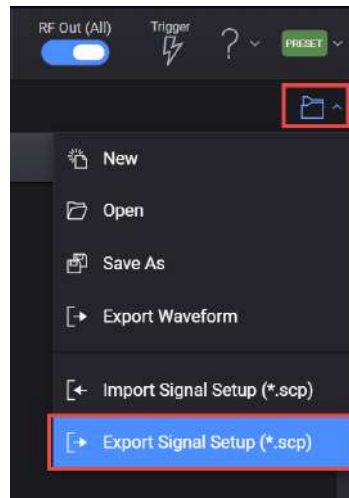 RF Out (All)
Trigger
PRESET
New
Open
Save As
Export Waveform
Import Signal Setup (*.scp)
Export Signal Setup (*.scp)